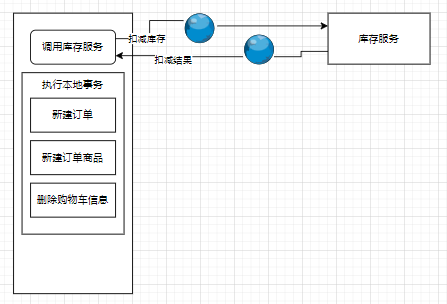 调用库存服务
扣减库存
库存服务
扣减结果
执行本地事务
新建订单
新建订单商品
删除购物车信息